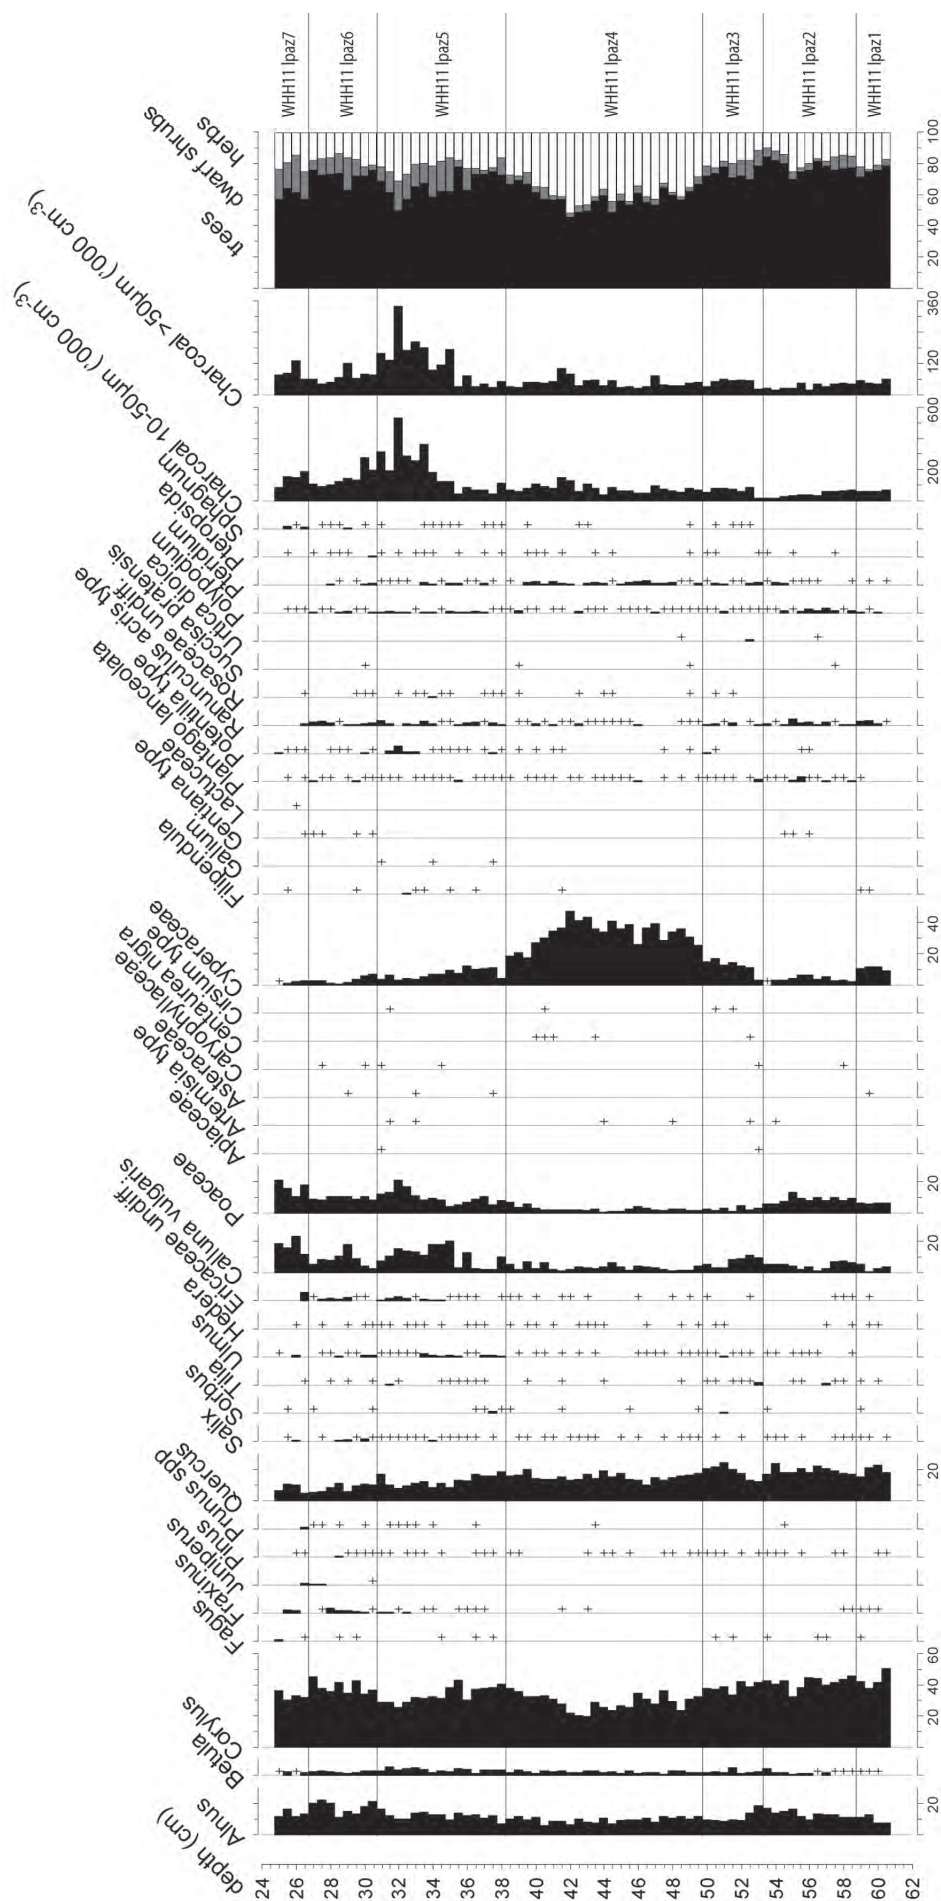 depth (cm)
Alnus
Betula
Corylus
Fagus
Fraxinus
Juniperus
Pinus
Prunus spp
Quercus
Salix
Sorbus
Tilia
Ulmus
Hedera
Ericaceae undiff.
Calluna vulgaris
Poaceae
Apiaceae
Artemisia type
Asteraceae
Caryophyllaceae
Centaurea nigra
Cirsium type
Cyperaceae
Filipendula
Galium
Gentiana type
Lactuceae
Plantago lanceolata
Potentilla type
Ranunculus acris type
Rosaceae undiff.
Succisa pratensis
Urtica dioica
Polypodium
Pteridium
Pteropsida
Sphagnum
Charcoal 10-50µm ('000 cm-3)
Charcoal >50µm ('000 cm-3)
trees
dwarf shrubs
herbs
WHH11 lpaz7
WHH11 lpaz6
WHH11 lpaz5
WHH11 lpaz4
WHH11 lpaz3
WHH11 lpaz2
WHH11 lpaz1
24
26
28
30
32
34
36
38
40
42
44
46
48
50
52
54
56
58
60
62
20
20 40 60
20
20
20
20 40
200 600
120 360
20 40 60 80 100